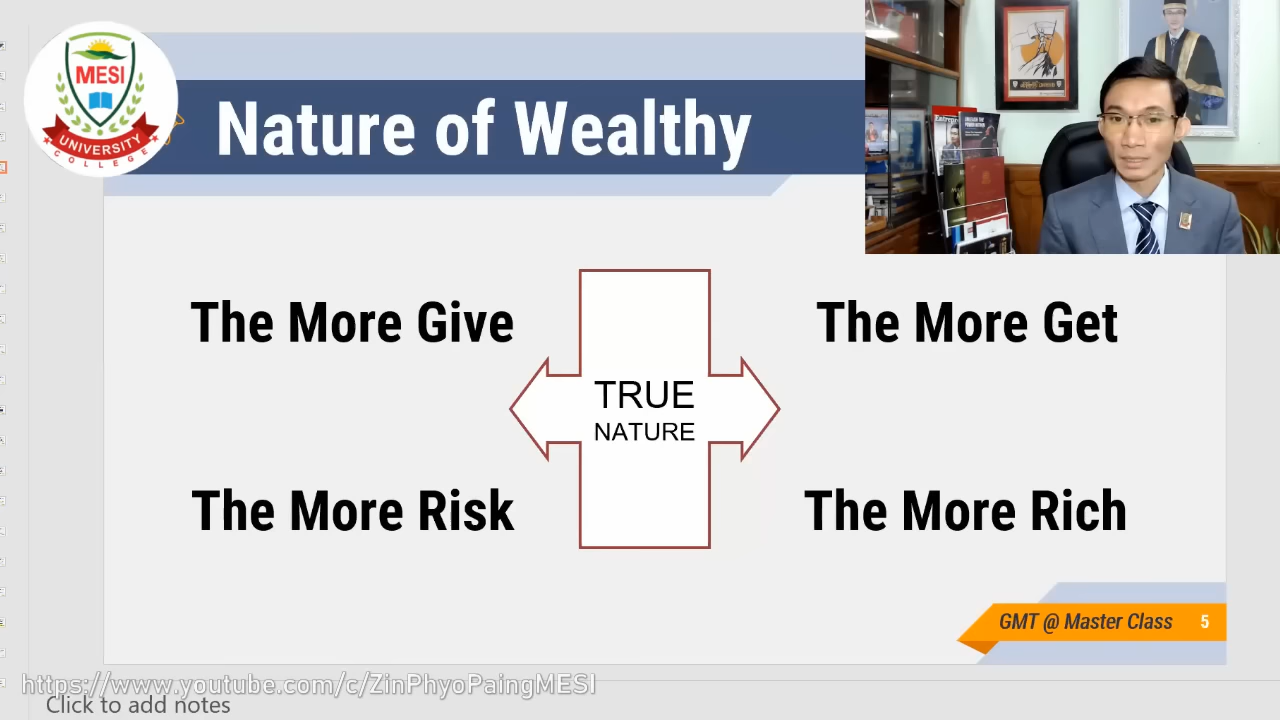 MESI
UNIVERSITY
COLLEGE
Nature of Wealthy
The More Give
The More Get
TRUE
NATURE
The More Risk
The More Rich
GMT @ Master Class 5
https://www.youtube.com/c/ZinPhyoPaingMESI
Click to add notes